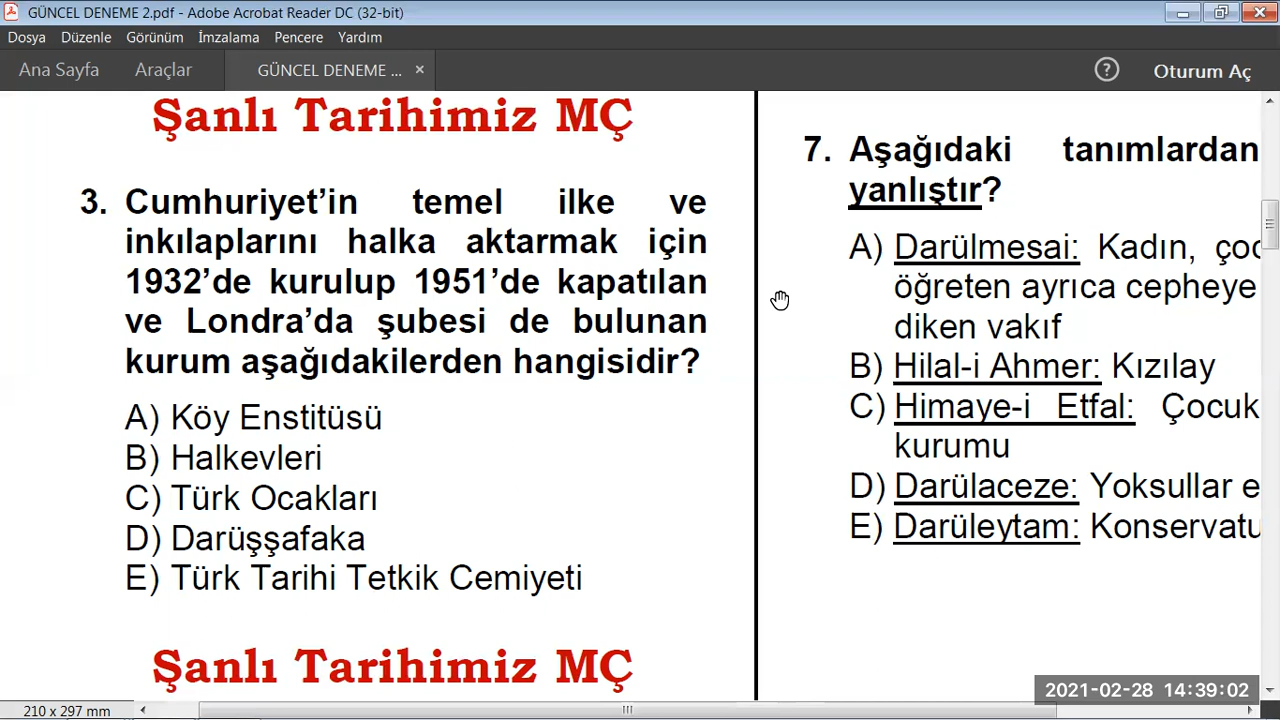 GÜNCEL DENEME 2.pdf - Adobe Acrobat Reader DC (32-bit)
Dosya Düzenle Görünüm İmzalama Pencere Yardım
Ana Sayfa Araçlar GÜNCEL DENEME ... × ? Oturum Aç
Şanlı Tarihimiz MÇ
3. Cumhuriyet’in temel ilke ve
inkılaplarını halka aktarmak için
1932’de kurulup 1951’de kapatılan
ve Londra’da şubesi de bulunan
kurum aşağıdakilerden hangisidir?
A) Köy Enstitüsü
B) Halkevleri
C) Türk Ocakları
D) Darüşşafaka
E) Türk Tarihi Tetkik Cemiyeti
Şanlı Tarihimiz MÇ
7. Aşağıdaki tanımlardan
yanlıştır?
A) Darülmesai: Kadın,
öğreten ayrıca cepheye
diken vakıf
B) Hilal-i Ahmer: Kızılay
C) Himaye-i Etfal: Çocuk
kurumu
D) Darülaceze: Yoksullar
E) Darüleytam:
2021-02-28 14:39:02
210 x 297 mm